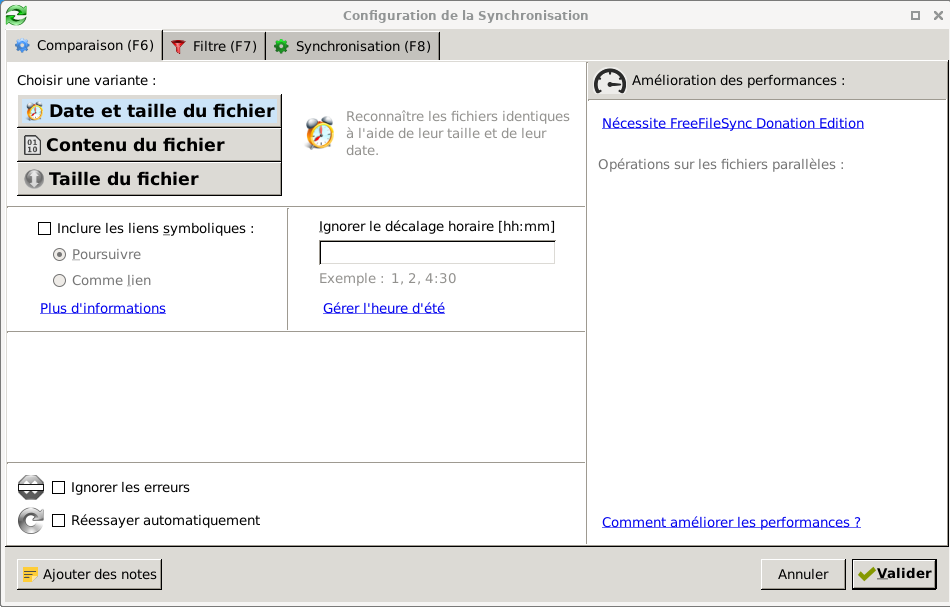 Configuration de la Synchronisation
Comparaison (F6)
Filtre (F7)
Synchronisation (F8)
Choisir une variante :
Date et taille du fichier
Contenu du fichier
Taille du fichier
Reconnaître les fichiers identiques
à l'aide de leur taille et de leur
date.
Inclure les liens symboliques :
Poursuivre
Comme lien
Plus d'informations
Ignorer le décalage horaire [hh:mm]
Exemple : 1, 2, 4:30
Gérer l'heure d'été
Ignorer les erreurs
Réessayer automatiquement
Amélioration des performances :
Nécessite FreeFileSync Donation Edition
Opérations sur les fichiers parallèles :
Comment améliorer les performances ?
Ajouter des notes
Annuler
Valider